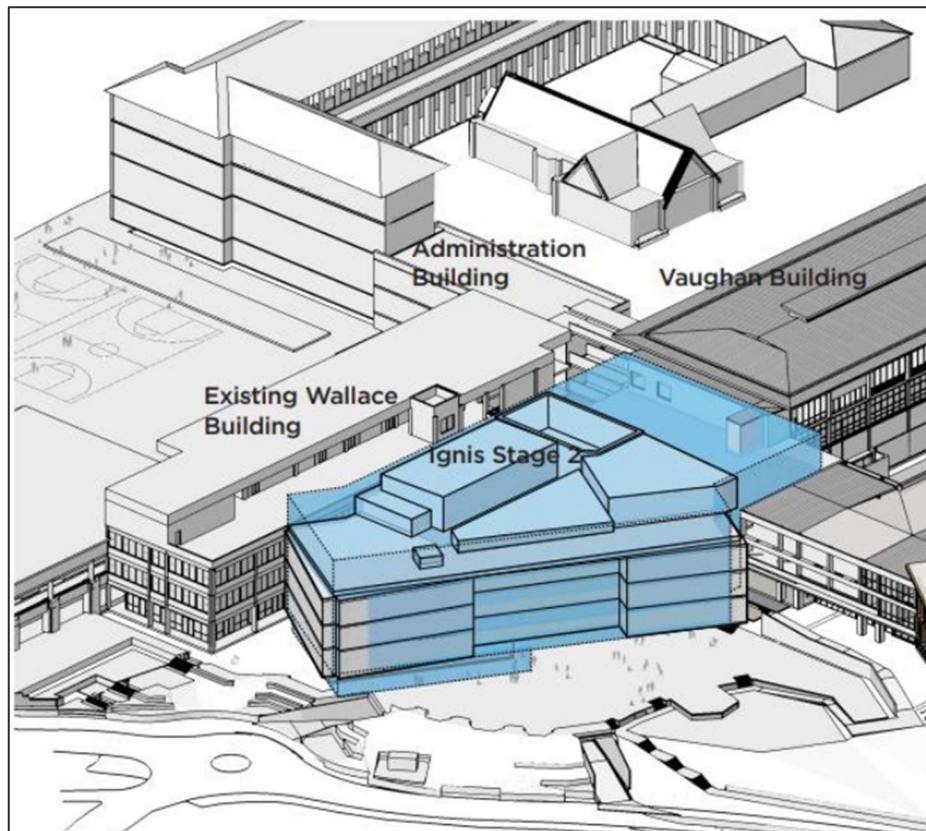 Administration
Building
Vaughan Building
Existing Wallace
Building
Ignis Stage 2